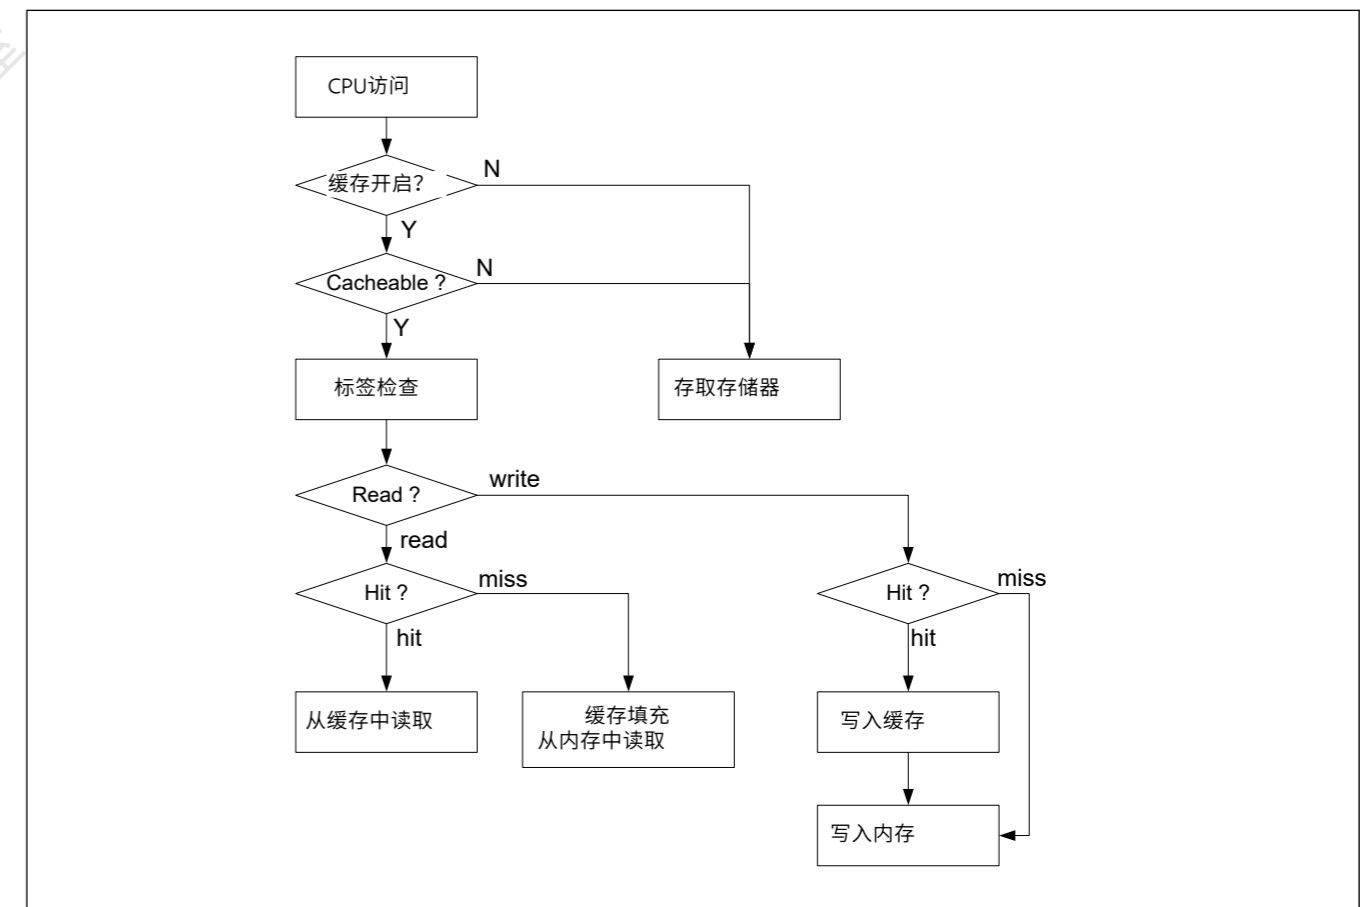 CPU访问
缓存开启？
N
Y
Cacheable ?
N
Y
标签检查
存取存储器
Read ?
write
read
Hit ?
miss
hit
Hit ?
miss
hit
从缓存中读取
缓存填充
从内存中读取
写入缓存
写入内存